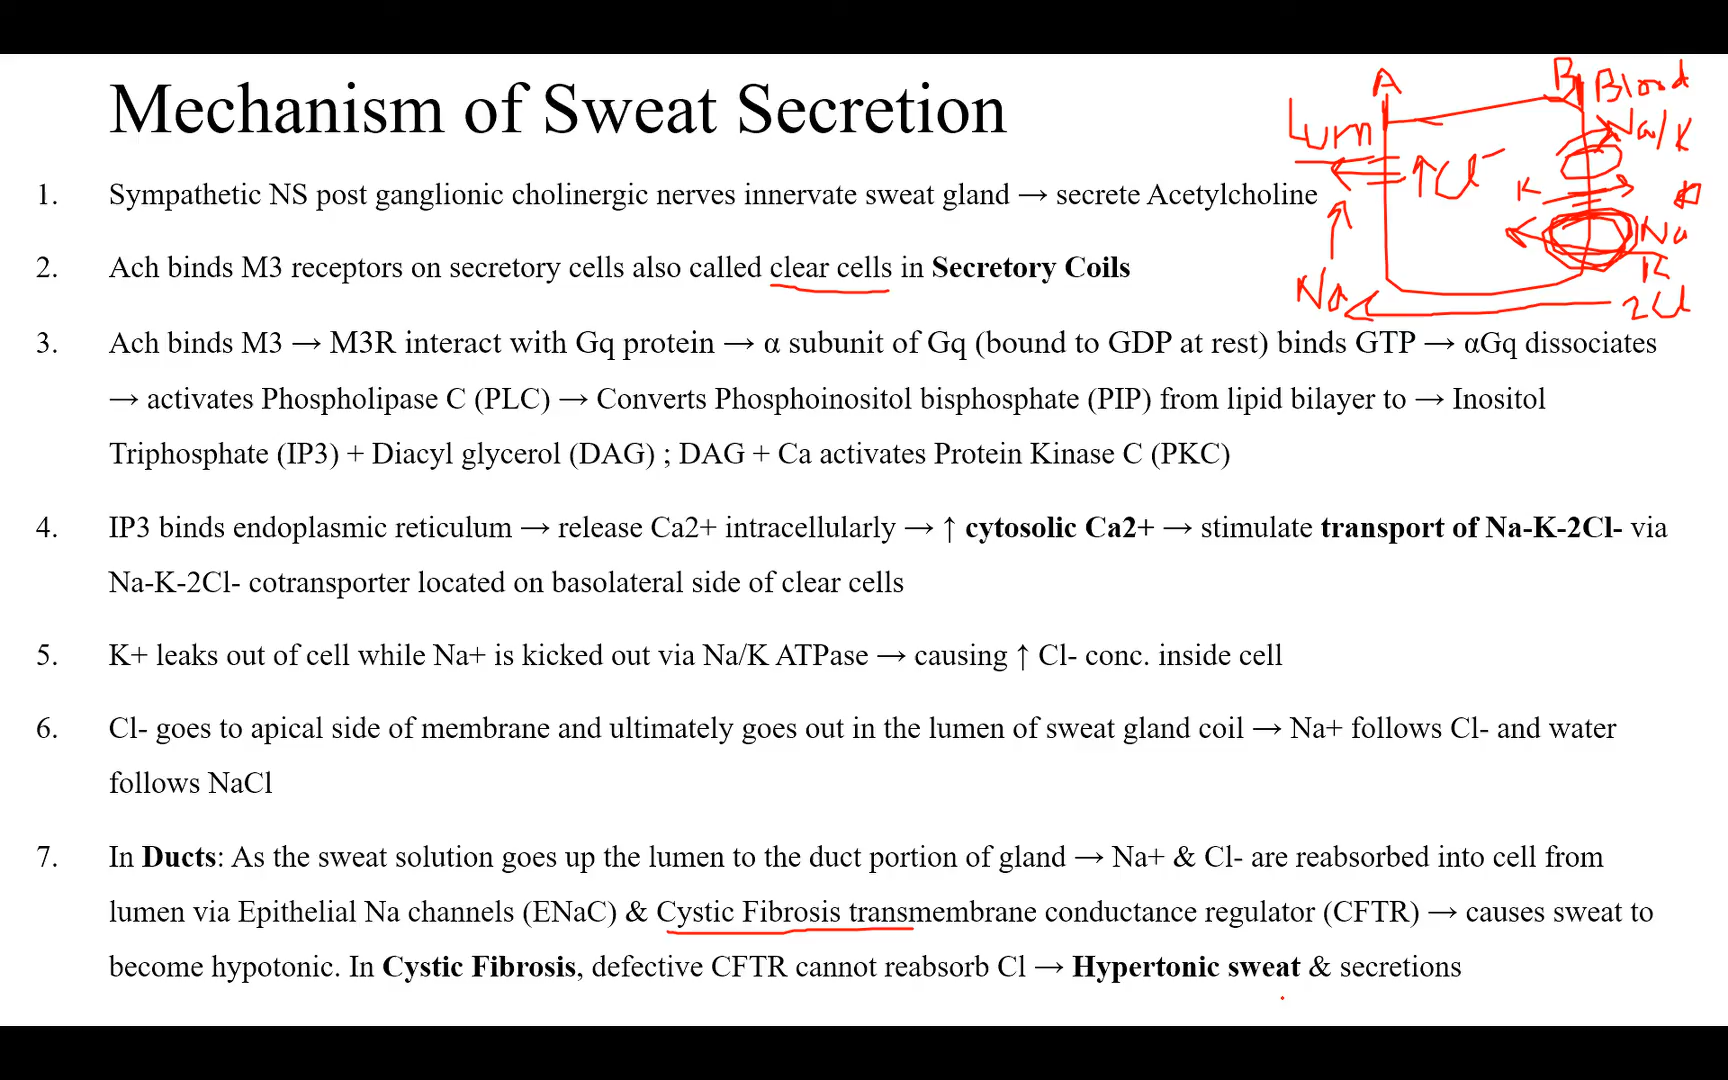 Mechanism of Sweat Secretion
1. Sympathetic NS post ganglionic cholinergic nerves innervate sweat gland → secrete Acetylcholine
2. Ach binds M3 receptors on secretory cells also called clear cells in Secretory Coils
3. Ach binds M3 → M3R interact with Gq protein → α subunit of Gq (bound to GDP at rest) binds GTP → αGq dissociates
→ activates Phospholipase C (PLC) → Converts Phosphoinositol bisphosphate (PIP) from lipid bilayer to → Inositol
Triphosphate (IP3) + Diacyl glycerol (DAG) ; DAG + Ca activates Protein Kinase C (PKC)
4. IP3 binds endoplasmic reticulum → release Ca2+ intracellularly → ↑ cytosolic Ca2+ → stimulate transport of Na-K-2Cl- via
Na-K-2Cl- cotransporter located on basolateral side of clear cells
5. K+ leaks out of cell while Na+ is kicked out via Na/K ATPase → causing ↑ Cl- conc. inside cell
6. Cl- goes to apical side of membrane and ultimately goes out in the lumen of sweat gland coil → Na+ follows Cl- and water
follows NaCl
7. In Ducts: As the sweat solution goes up the lumen to the duct portion of gland → Na+ & Cl- are reabsorbed into cell from
lumen via Epithelial Na channels (ENaC) & Cystic Fibrosis transmembrane conductance regulator (CFTR) → causes sweat to
become hypotonic. In Cystic Fibrosis, defective CFTR cannot reabsorb Cl → Hypertonic sweat & secretions
A
B
Blood
Lum
Na/K
↑Cl-
K
Na
K
Na
2Cl